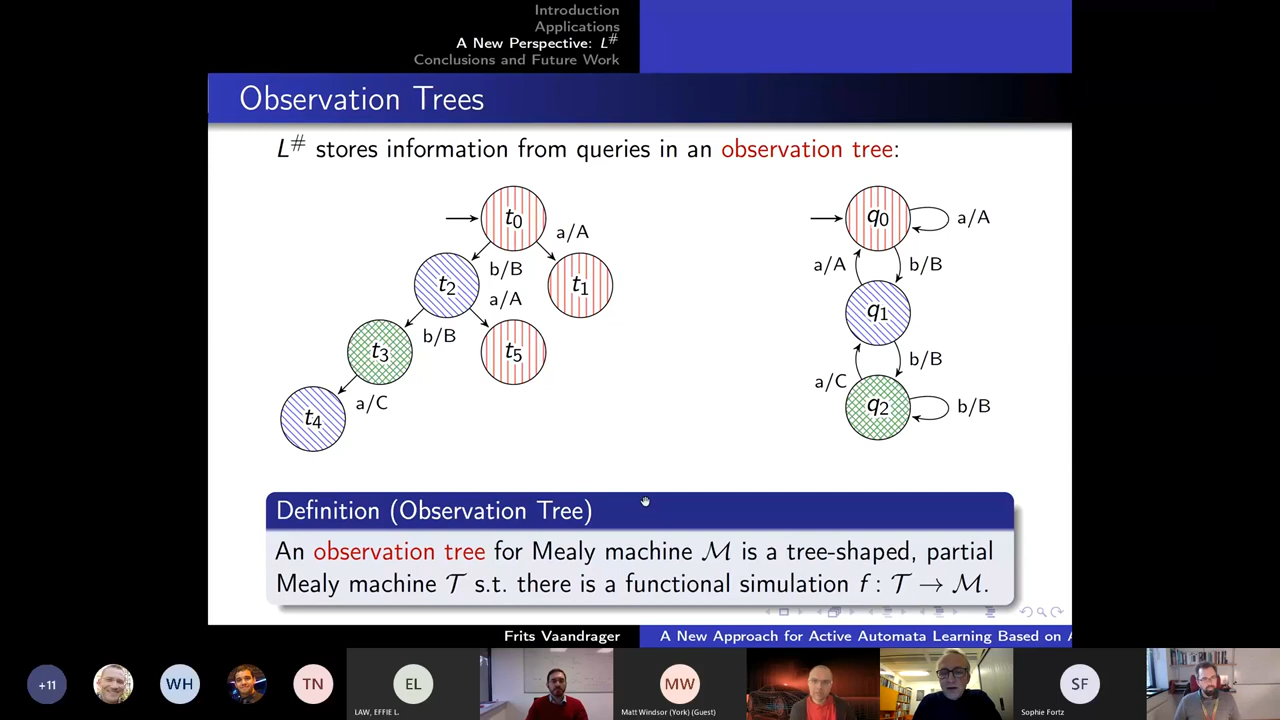 Introduction
Applications
A New Perspective: L#
Conclusions and Future Work
Observation Trees
L# stores information from queries in an observation tree:
t0
a/A
b/B
t2
t1
a/A
b/B
t3
t5
a/C
t4
q0
a/A
a/A
b/B
q1
b/B
a/C
q2
b/B
Definition (Observation Tree)
An observation tree for Mealy machine M is a tree-shaped, partial
Mealy machine T s.t. there is a functional simulation f: T → M.
Frits Vaandrager
A New Approach for Active Automata Learning Based on A
+11
WH
TN
EL
LAW, EFFIE L.
MW
Matt Windsor (York) (Guest)
SF
Sophie Fortz